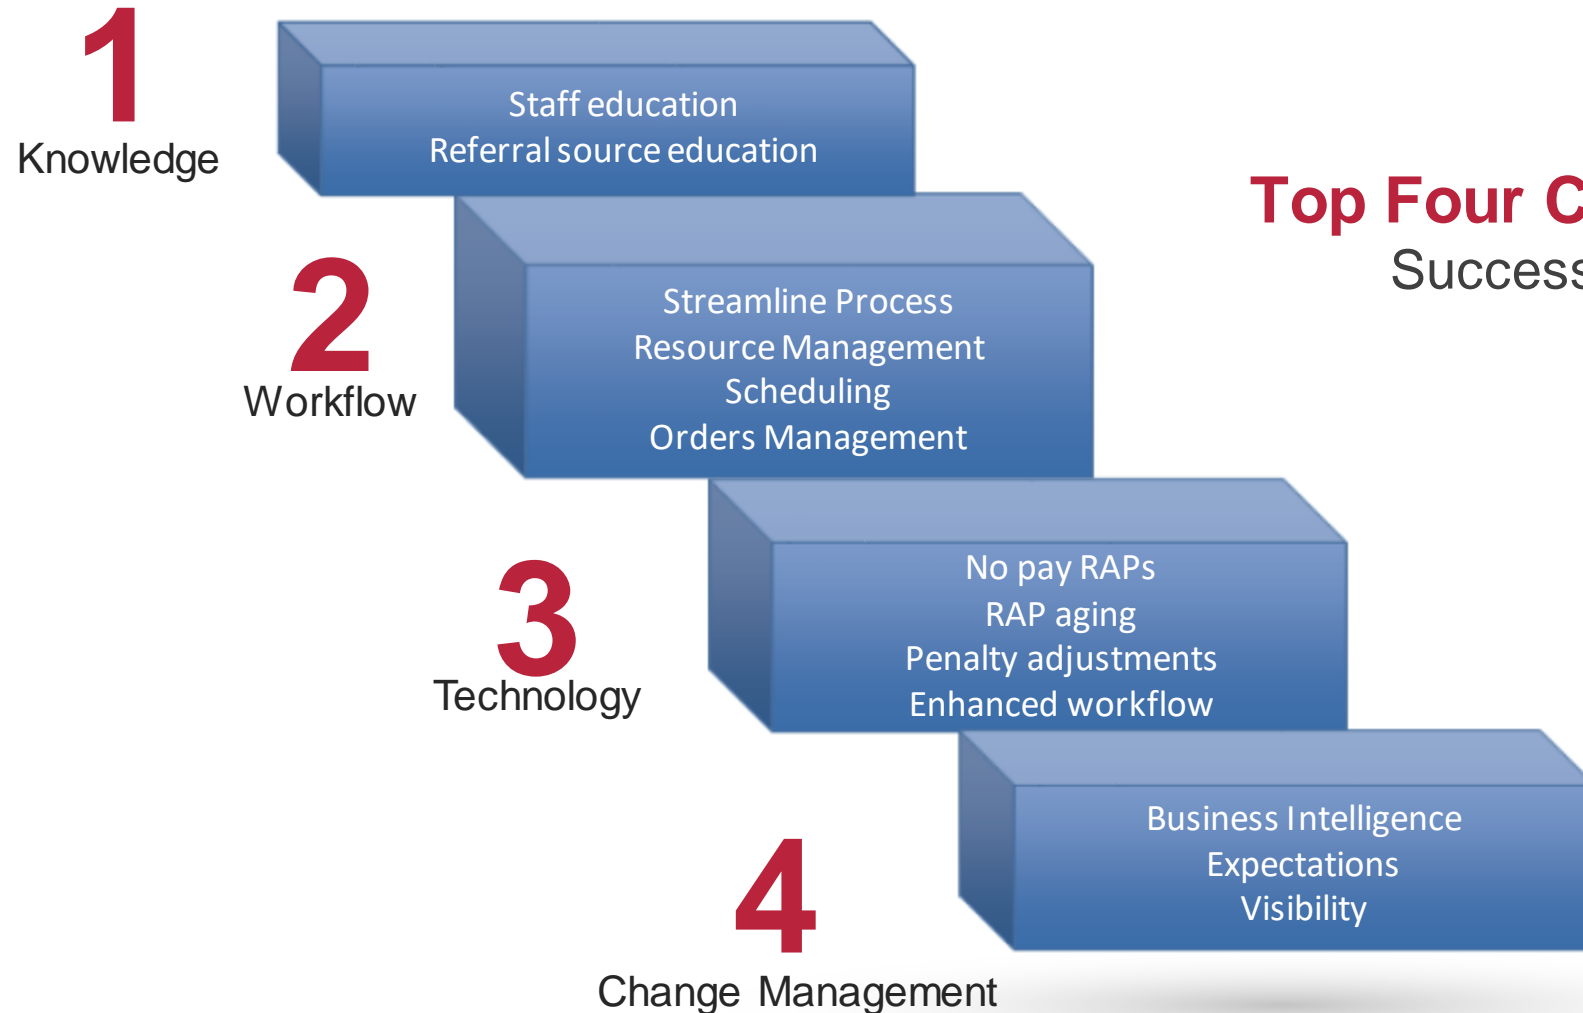 1
Knowledge
Staff education
Referral source education
Top Four C
Success
2
Workflow
Streamline Process
Resource Management
Scheduling
Orders Management
3
Technology
No pay RAPs
RAP aging
Penalty adjustments
Enhanced workflow
4
Change Management
Business Intelligence
Expectations
Visibility